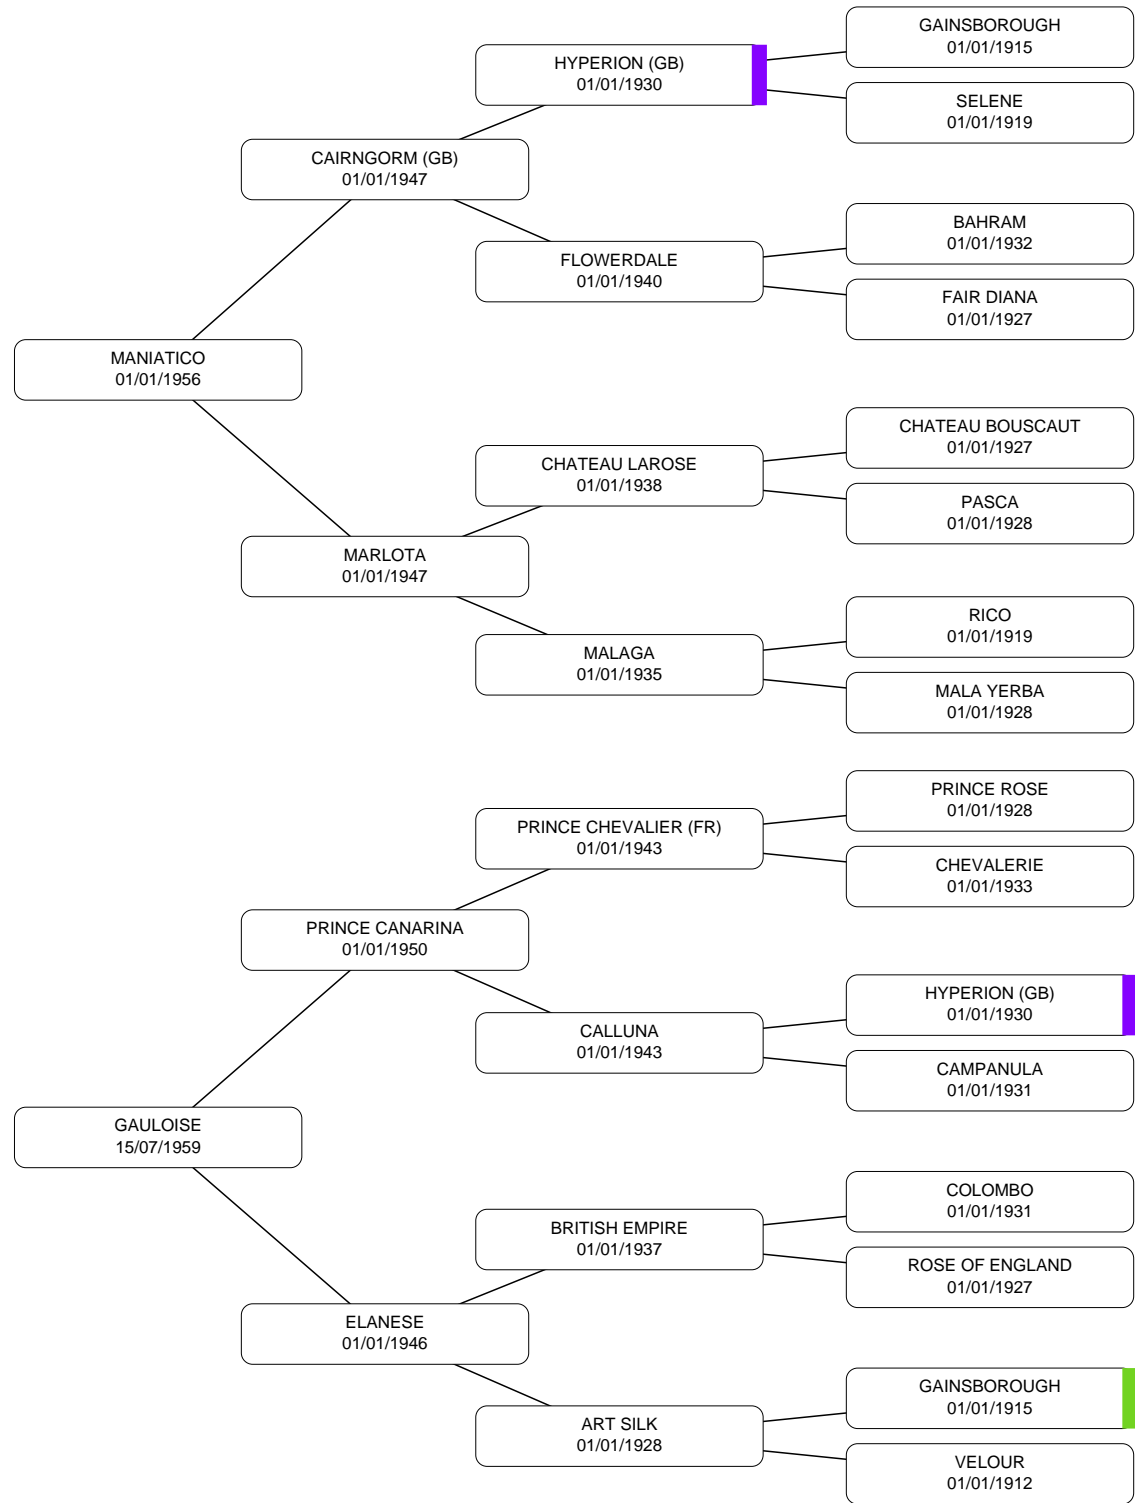 GAINSBOROUGH
01/01/1915
HYPERION (GB)
01/01/1930
SELENE
01/01/1919
CAIRNGORM (GB)
01/01/1947
BAHRAM
01/01/1932
FLOWERDALE
01/01/1940
FAIR DIANA
01/01/1927
MANIATICO
01/01/1956
CHATEAU BOUSCAUT
01/01/1927
CHATEAU LAROSE
01/01/1938
PASCA
01/01/1928
MARLOTA
01/01/1947
RICO
01/01/1919
MALAGA
01/01/1935
MALA YERBA
01/01/1928
PRINCE ROSE
01/01/1928
PRINCE CHEVALIER (FR)
01/01/1943
CHEVALERIE
01/01/1933
PRINCE CANARINA
01/01/1950
HYPERION (GB)
01/01/1930
CALLUNA
01/01/1943
CAMPANULA
01/01/1931
GAULOISE
15/07/1959
COLOMBO
01/01/1931
BRITISH EMPIRE
01/01/1937
ROSE OF ENGLAND
01/01/1927
ELANESE
01/01/1946
GAINSBOROUGH
01/01/1915
ART SILK
01/01/1928
VELOUR
01/01/1912